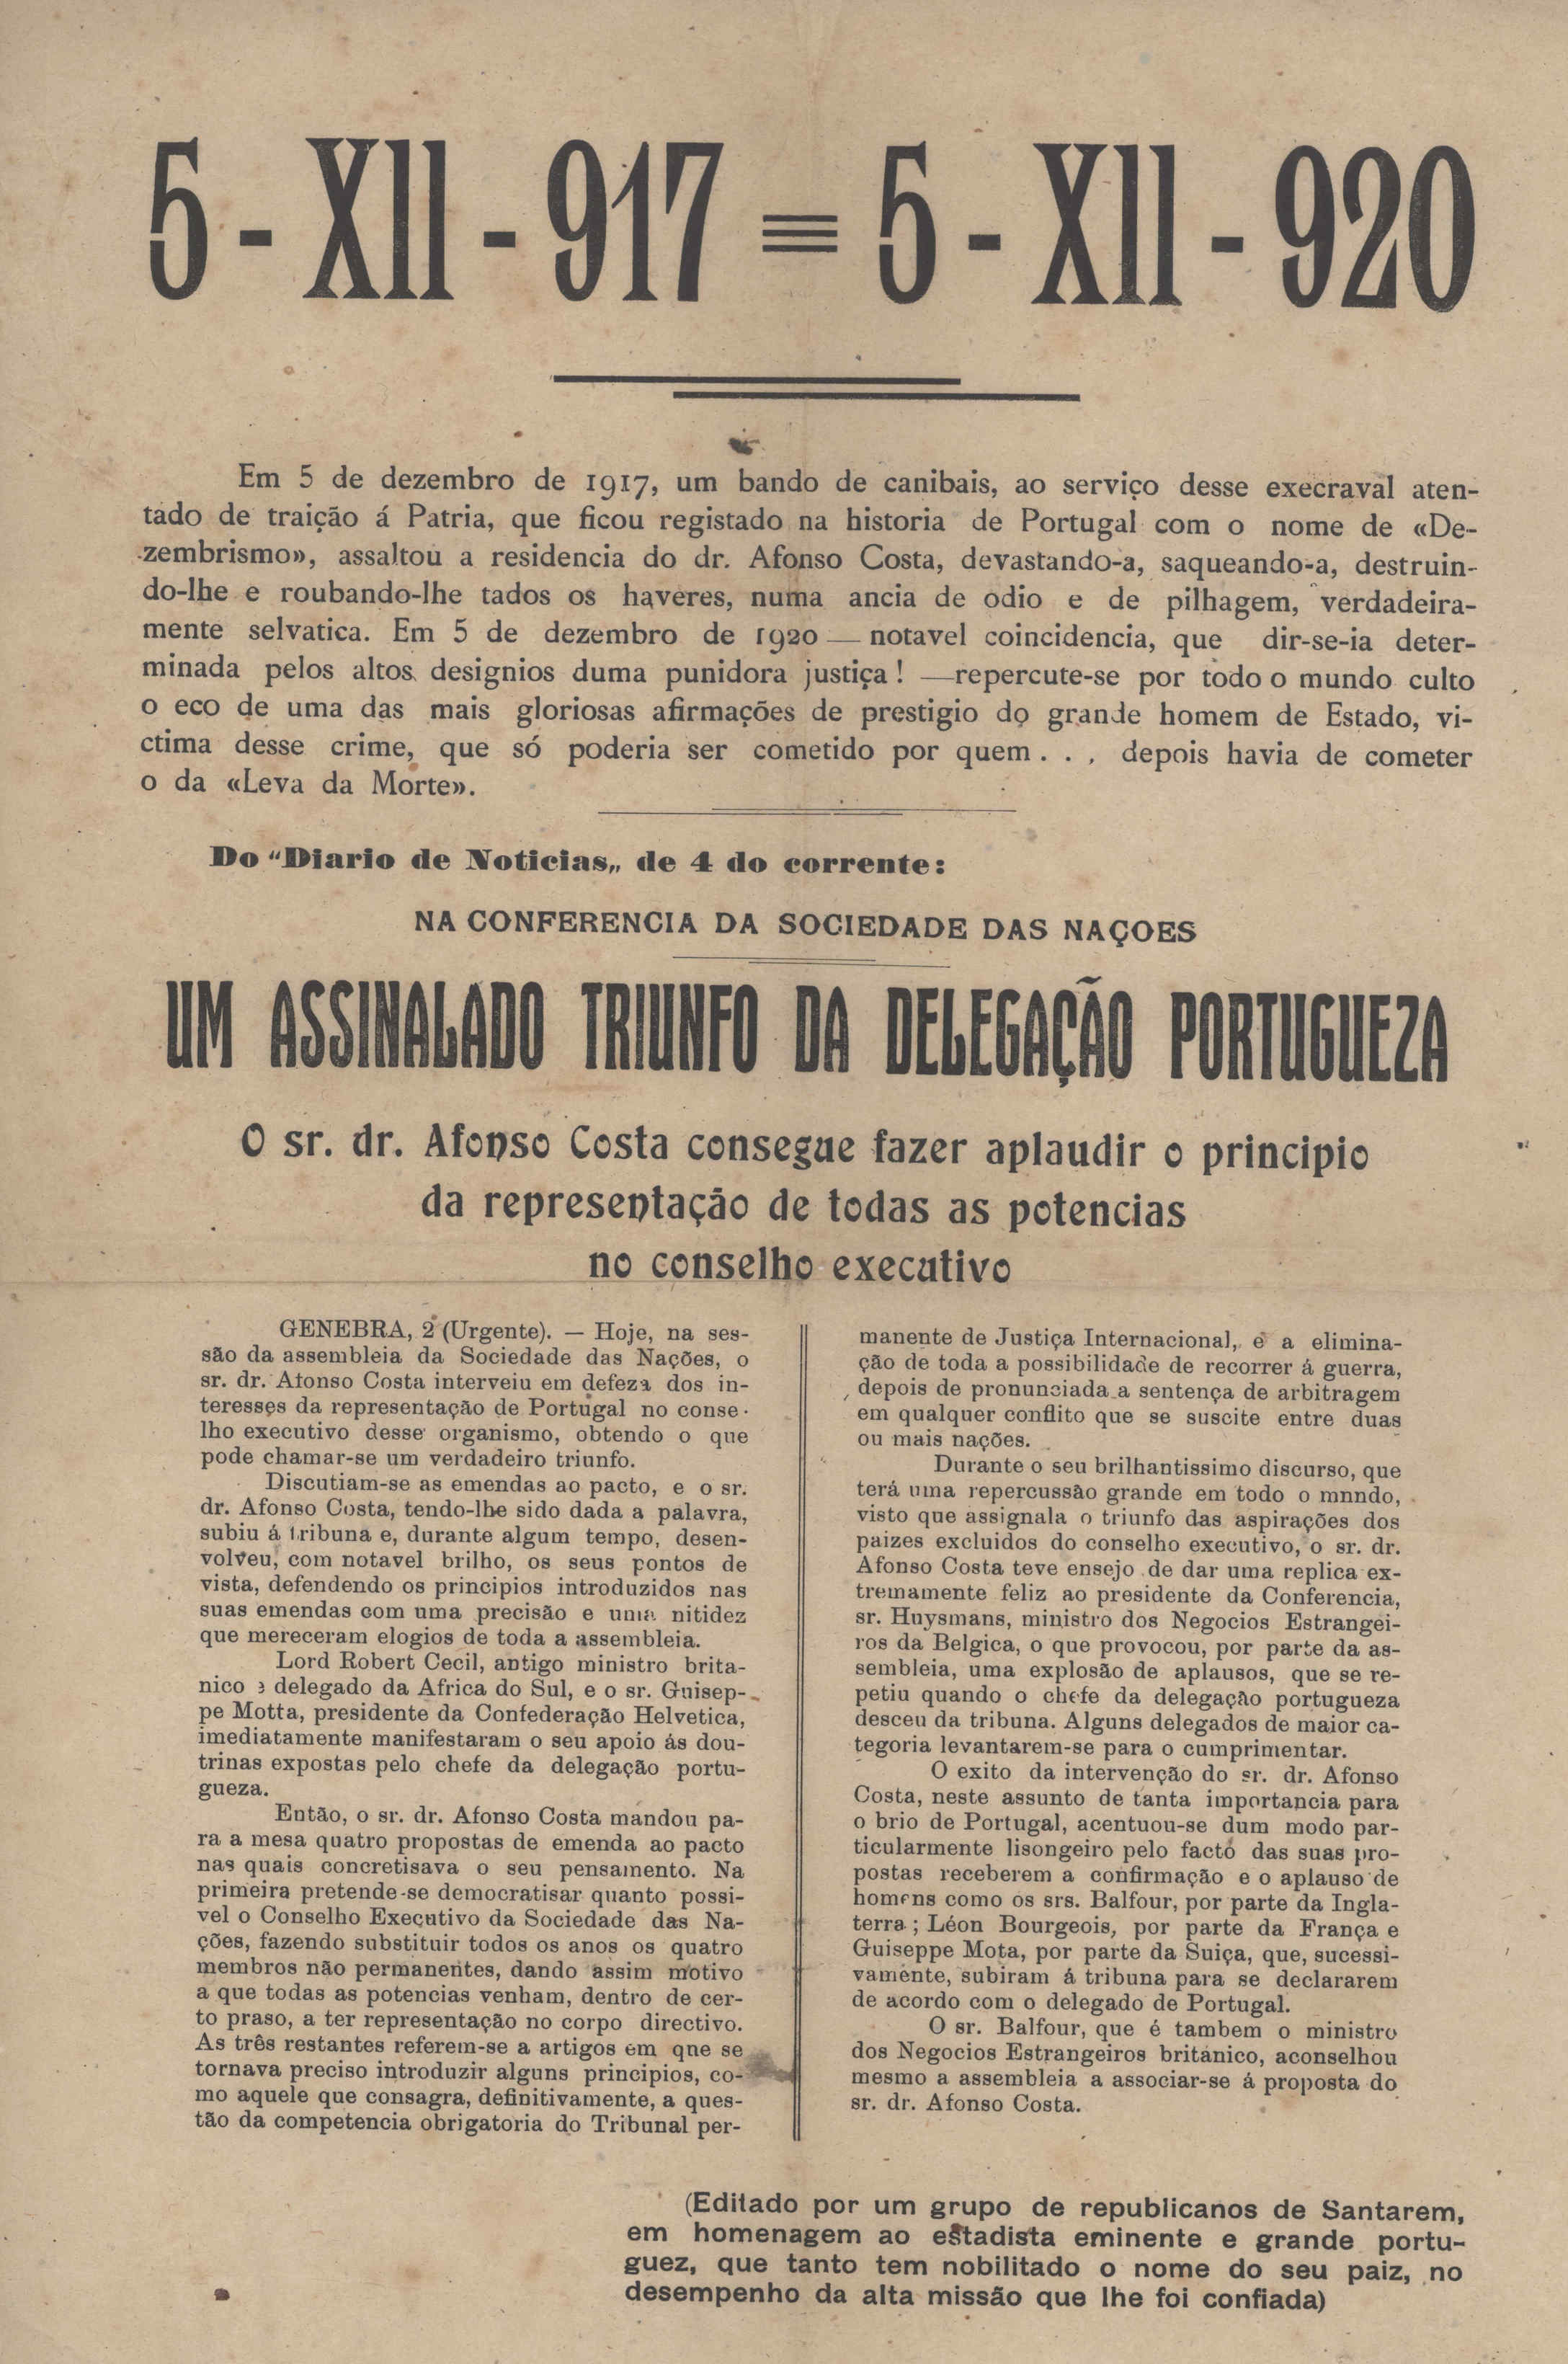 5 - XII - 917 ≡ 5 - XII - 920
Em 5 de dezembro de 1917, um bando de canibais, ao serviço desse execraval aten-
tado de traição á Patria, que ficou registado na historia de Portugal com o nome de «De-
zembrismo», assaltou a residencia do dr. Afonso Costa, devastando-a, saqueando-a, destruin-
do-lhe e roubando-lhe tados os haveres, numa ancia de odio e de pilhagem, verdadeira-
mente selvatica. Em 5 de dezembro de 1920 — notavel coincidencia, que dir-se-ia deter-
minada pelos altos designios duma punidora justiça ! —repercute-se por todo o mundo culto
o eco de uma das mais gloriosas afirmações de prestigio do grande homem de Estado, vi-
ctima desse crime, que só poderia ser cometido por quem . . . depois havia de cometer
o da «Leva da Morte».
Do “Diario de Noticias„ de 4 do corrente:
NA CONFERENCIA DA SOCIEDADE DAS NAÇOES
UM ASSINALADO TRIUNFO DA DELEGAÇÃO PORTUGUEZA
O sr. dr. Afonso Costa consegue fazer aplaudir o principio
da representação de todas as potencias
no conselho executivo
GENEBRA, 2 (Urgente). — Hoje, na ses-
são da assembleia da Sociedade das Nações, o
sr. dr. Afonso Costa interveiu em defeza dos in-
teresses da representação de Portugal no conse-
lho executivo desse organismo, obtendo o que
pode chamar-se um verdadeiro triunfo.
Discutiam-se as emendas ao pacto, e o sr.
dr. Afonso Costa, tendo-lhe sido dada a palavra,
subiu á tribuna e, durante algum tempo, desen-
volveu, com notavel brilho, os seus pontos de
vista, defendendo os principios introduzidos nas
suas emendas com uma precisão e uma nitidez
que mereceram elogios de toda a assembleia.
Lord Robert Cecil, antigo ministro brita-
nico e delegado da Africa do Sul, e o sr. Guisep-
pe Motta, presidente da Confederação Helvetica,
imediatamente manifestaram o seu apoio ás dou-
trinas expostas pelo chefe da delegação portu-
gueza.
Então, o sr. dr. Afonso Costa mandou pa-
ra a mesa quatro propostas de emenda ao pacto
nas quais concretisava o seu pensamento. Na
primeira pretende-se democratisar quanto possi-
vel o Conselho Executivo da Sociedade das Na-
ções, fazendo substituir todos os anos os quatro
membros não permanentes, dando assim motivo
a que todas as potencias venham, dentro de cer-
to praso, a ter representação no corpo directivo.
As três restantes referem-se a artigos em qne se
tornava preciso introduzir alguns principios, co-
mo aquele que consagra, definitivamente, a ques-
tão da competencia obrigatoria do Tribunal per-
manente de Justiça Internacional, e a elimina-
ção de toda a possibilidade de recorrer á guerra,
depois de pronunciada a sentença de arbitragem
em qualquer conflito que se suscite entre duas
ou mais nações.
Durante o seu brilhantissimo discurso, que
terá uma repercussão grande em todo o mnndo,
visto que assignala o triunfo das aspirações dos
paizes excluidos do conselho executivo, o sr. dr.
Afonso Costa teve ensejo de dar uma replica ex-
tremamente feliz ao presidente da Conferencia,
sr. Huysmans, ministro dos Negocios Estrangei-
ros da Belgica, o que provocou, por parte da as-
sembleia, uma explosão de aplausos, que se re-
petiu quando o chefe da delegação portugueza
desceu da tribuna. Alguns delegados de maior ca-
tegoria levantarem-se para o cumprimentar.
O exito da intervenção do sr. dr. Afonso
Costa, neste assunto de tanta importancia para
o brio de Portugal, acentuou-se dum modo par-
ticularmente lisongeiro pelo facto das suas pro-
postas receberem a confirmação e o aplauso de
homens como os srs. Balfour, por parte da Ingla-
terra ; Léon Bourgeois, por parte da França e
Guiseppe Mota, por parte da Suiça, que, sucessi-
vamente, subiram á tribuna para se declararem
de acordo com o delegado de Portugal.
O sr. Balfour, que é tambem o ministro
dos Negocios Estrangeiros britanico, aconselhou
mesmo a assembleia a associar-se á proposta do
sr. dr. Afonso Costa.
(Editado por um grupo de republicanos de Santarem,
em homenagem ao estadista eminente e grande portu-
guez, que tanto tem nobilitado o nome do seu paiz, no
desempenho da alta missão que lhe foi confiada)